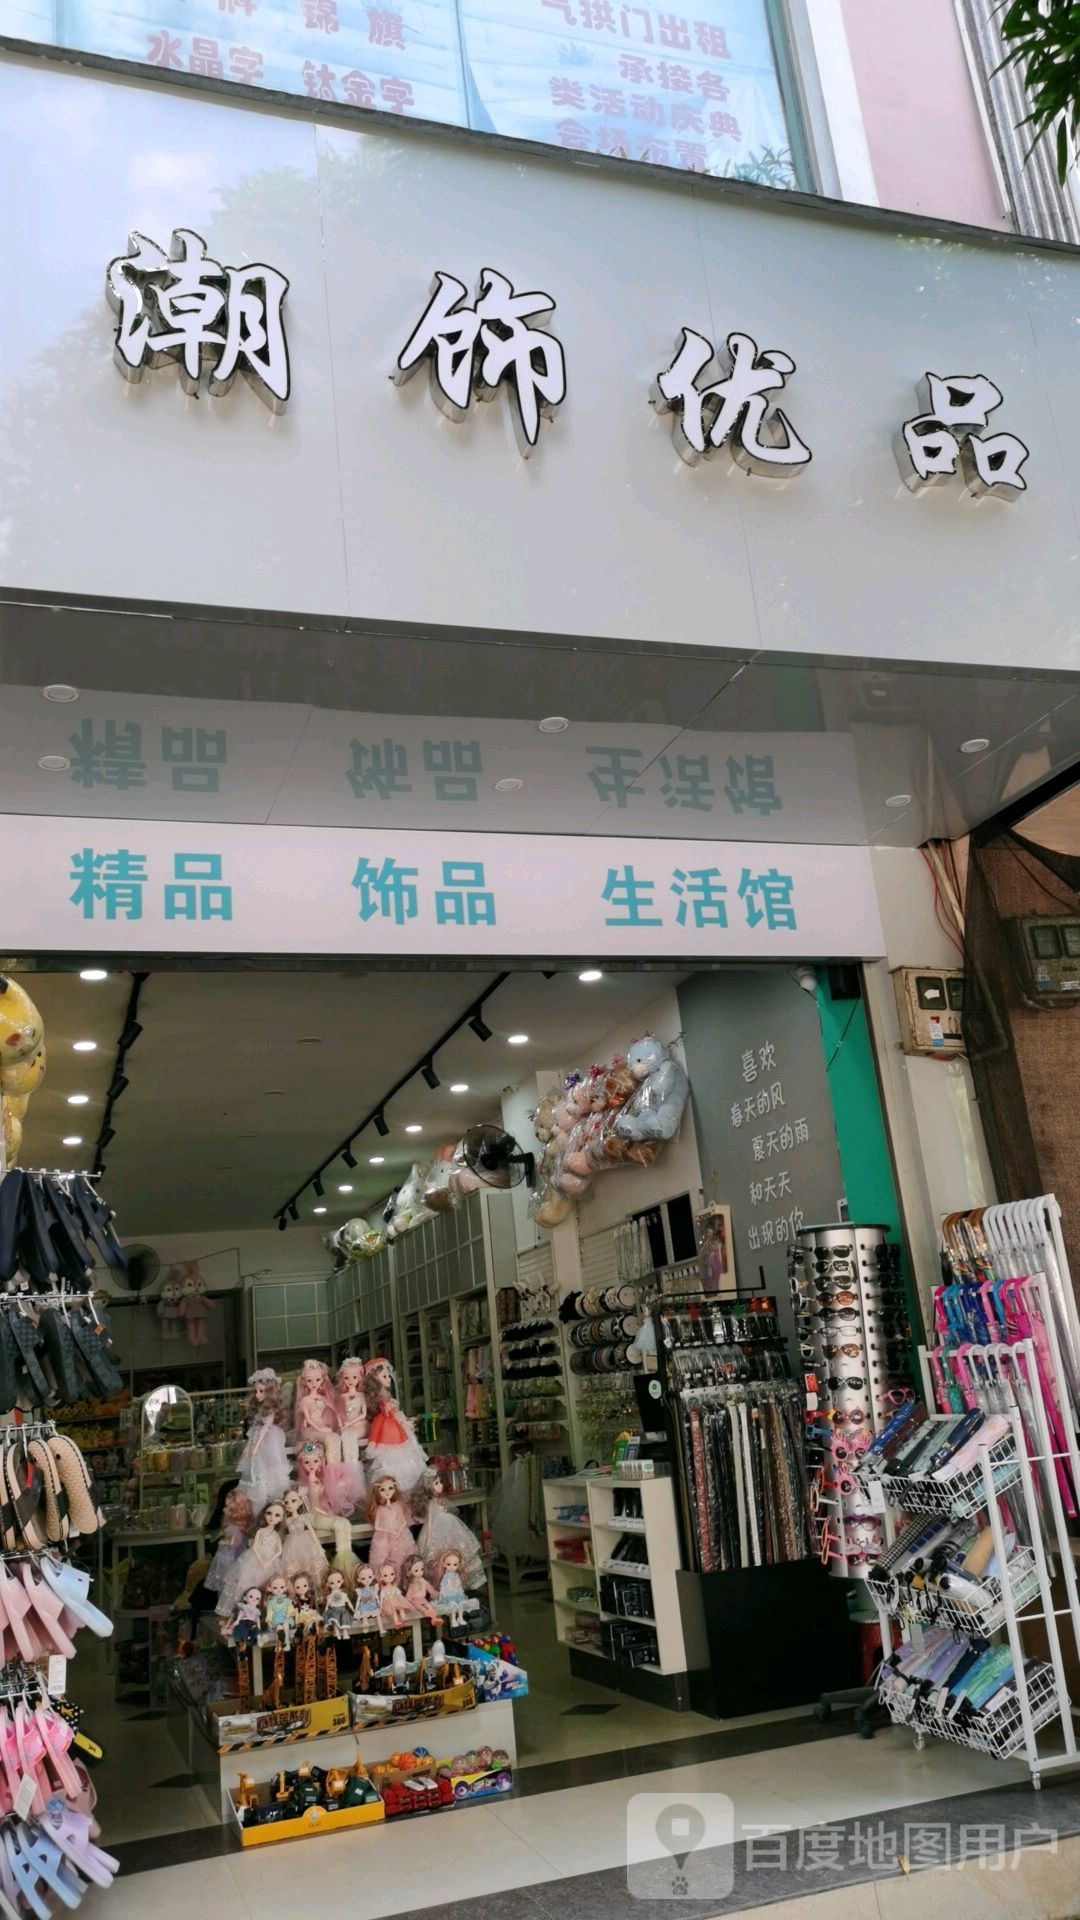 锦旗
水晶字 钛金字
气拱门出租
承接各
类活动庆典
会场布置
潮饰优品
精品 饰品 生活馆
喜欢
春天的风
夏天的雨
和天天
出现的你
百度地图用户